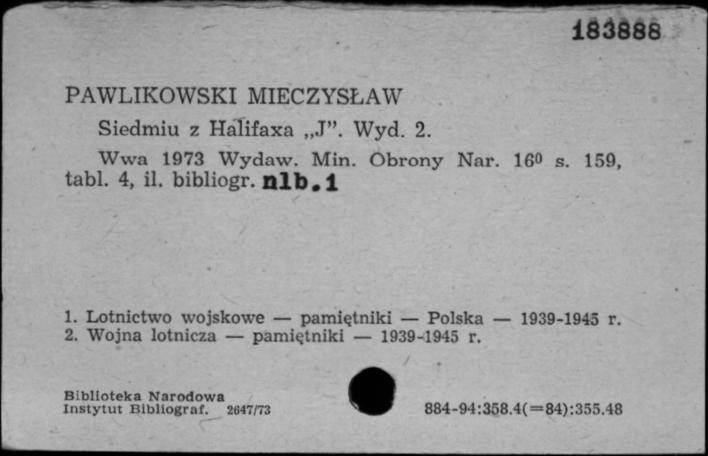 183888
PAWLIKOWSKI MIECZYSŁAW
Siedmiu z Halifaxa „J”. Wyd. 2.
Wwa 1973 Wydaw. Min. Obrony Nar. 16⁰ s. 159,
tabl. 4, il. bibliogr. nlb.1
1. Lotnictwo wojskowe — pamiętniki — Polska — 1939-1945 r.
2. Wojna lotnicza — pamiętniki — 1939-1945 r.
Biblioteka Narodowa
Instytut Bibliograf. 2647/73
884-94:358.4(=84):355.48